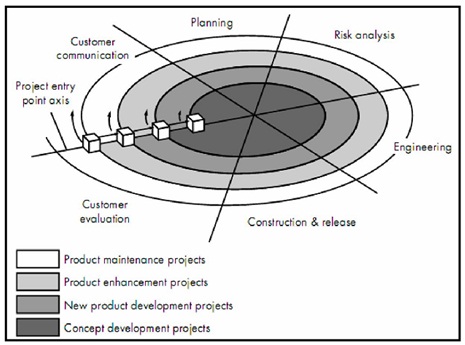 Planning
Customer
communication
Risk analysis
Project entry
point axis
Engineering
Customer
evaluation
Construction & release
Product maintenance projects
Product enhancement projects
New product development projects
Concept development projects